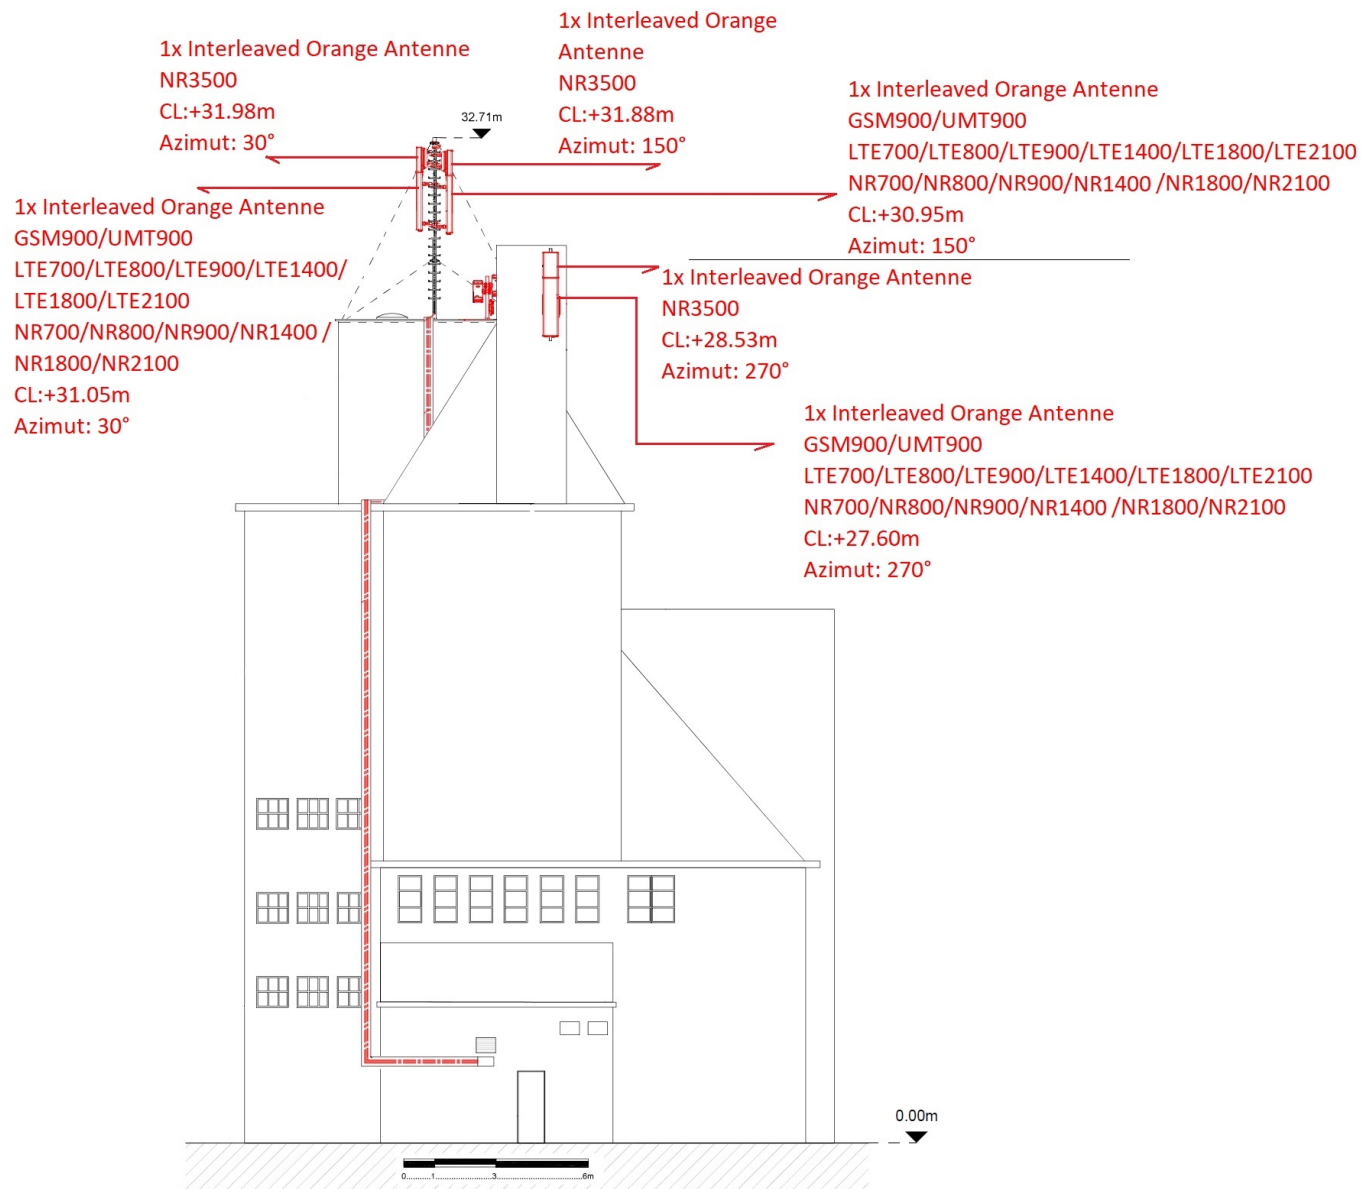 1x Interleaved Orange Antenne
NR3500
CL:+31.98m
Azimut: 30°
1x Interleaved Orange
Antenne
NR3500
CL:+31.88m
Azimut: 150°
32.71m
1x Interleaved Orange Antenne
GSM900/UMT900
LTE700/LTE800/LTE900/LTE1400/LTE1800/LTE2100
NR700/NR800/NR900/NR1400 /NR1800/NR2100
CL:+30.95m
Azimut: 150°
1x Interleaved Orange Antenne
GSM900/UMT900
LTE700/LTE800/LTE900/LTE1400/
LTE1800/LTE2100
NR700/NR800/NR900/NR1400 /
NR1800/NR2100
CL:+31.05m
Azimut: 30°
1x Interleaved Orange Antenne
NR3500
CL:+28.53m
Azimut: 270°
1x Interleaved Orange Antenne
GSM900/UMT900
LTE700/LTE800/LTE900/LTE1400/LTE1800/LTE2100
NR700/NR800/NR900/NR1400 /NR1800/NR2100
CL:+27.60m
Azimut: 270°
0.00m
0 1 3 6m